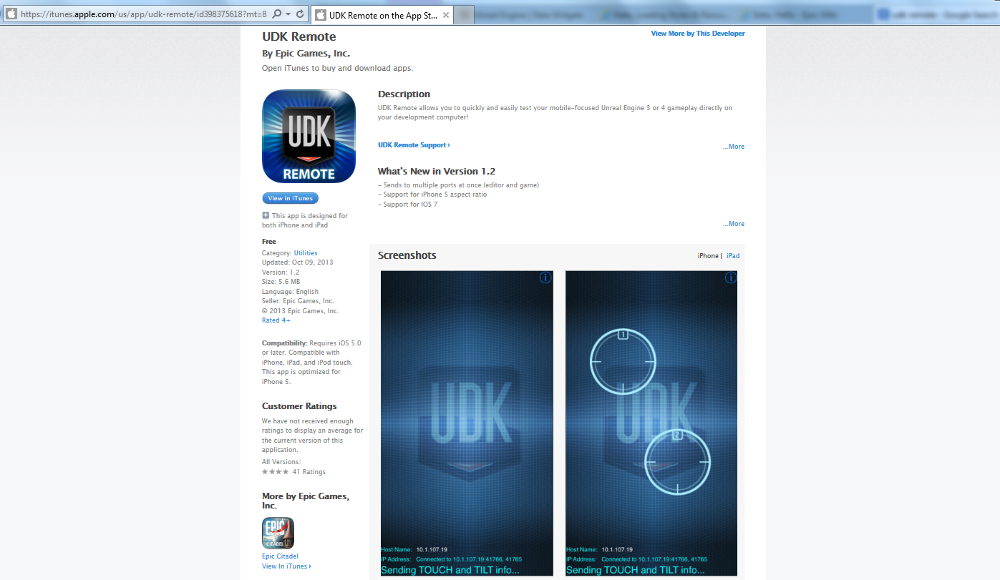 https://itunes.apple.com/us/app/udk-remote/id398375618?mt=8
UDK Remote on the App St...
UDK Remote
View More by This Developer
By Epic Games, Inc.
Open iTunes to buy and download apps.
UDK
REMOTE
View in iTunes
This app is designed for
both iPhone and iPad
Free
Category: Utilities
Updated: Oct 09, 2013
Version: 1.2
Size: 5.6 MB
Language: English
Seller: Epic Games, Inc.
© 2013 Epic Games, Inc.
Rated 4+
Compatibility: Requires iOS 5.0
or later. Compatible with
iPhone, iPad, and iPod touch.
This app is optimized for
iPhone 5.
Customer Ratings
We have not received enough
ratings to display an average for
the current version of this
application.
All Versions:
★★★★ 41 Ratings
More by Epic Games,
Inc.
EPIC
CITADEL
Epic Citadel
View In iTunes
Description
UDK Remote allows you to quickly and easily test your mobile-focused Unreal Engine 3 or 4 gameplay directly on
your development computer!
UDK Remote Support
...More
What's New in Version 1.2
- Sends to multiple ports at once (editor and game)
- Support for iPhone 5 aspect ratio
- Support for IOS 7
...More
Screenshots
iPhone | iPad
UDK
Host Name: 10.1.107.19
IP Address: Connected to 10.1.107.19:41766, 41765
Sending TOUCH and TILT info...
1
UDK
2
Host Name: 10.1.107.19
IP Address: Connected to 10.1.107.19:41766, 41765
Sending TOUCH and TILT info...